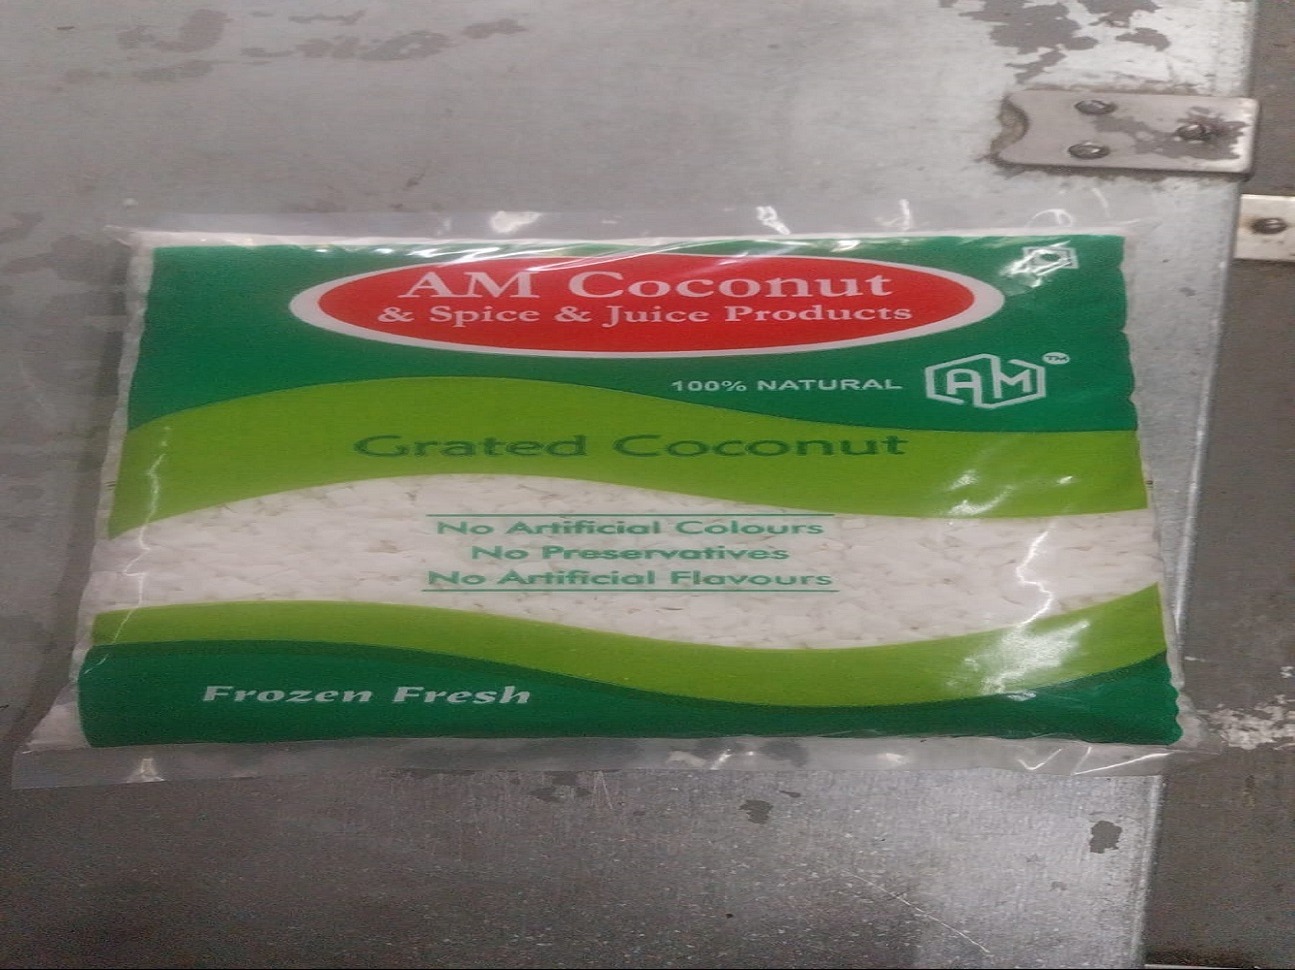 AM Coconut
& Spice & Juice Products
100% NATURAL AM TM
Grated Coconut
No Artificial Colours
No Preservatives
No Artificial Flavours
Frozen Fresh